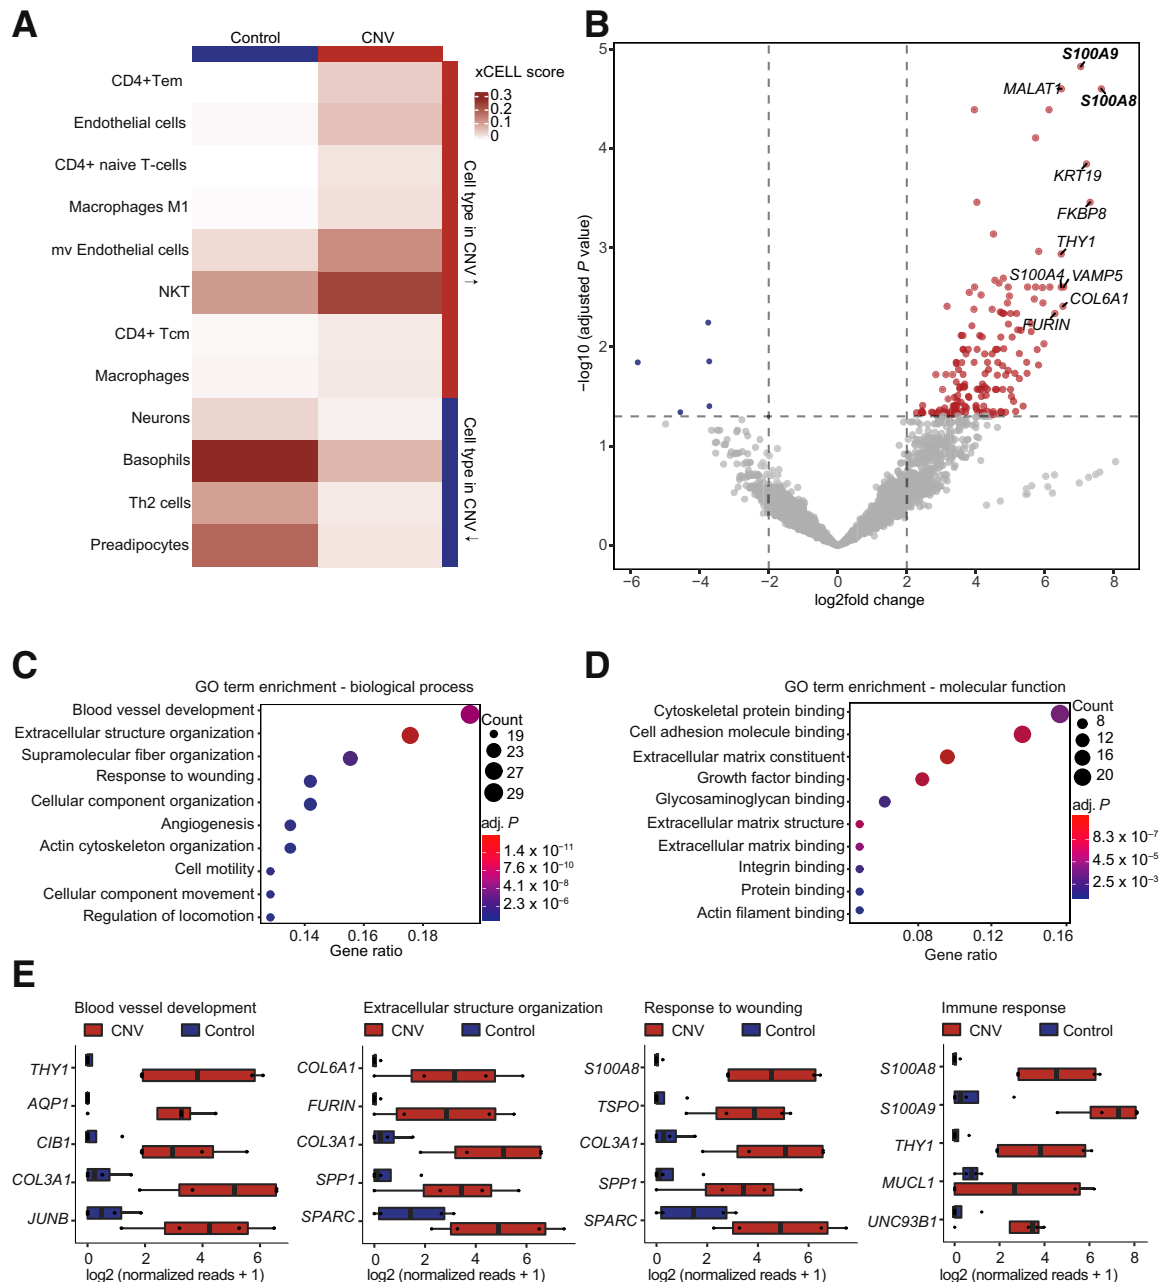 A
Control
CNV
CD4+Tem
Endothelial cells
CD4+ naive T-cells
Macrophages M1
mv Endothelial cells
NKT
CD4+ Tcm
Macrophages
Neurons
Basophils
Th2 cells
Preadipocytes
Cell type in CNV ↑
Cell type in CNV ↓
xCELL score
0.3
0.2
0.1
0
B
5
4
3
2
1
0
−log10 (adjusted P value)
S100A9
MALAT1
S100A8
KRT19
FKBP8
THY1
S100A4
VAMP5
COL6A1
FURIN
−6
−4
−2
0
2
4
6
8
log2fold change
C
GO term enrichment - biological process
Blood vessel development
Extracellular structure organization
Supramolecular fiber organization
Response to wounding
Cellular component organization
Angiogenesis
Actin cytoskeleton organization
Cell motility
Cellular component movement
Regulation of locomotion
0.14
0.16
0.18
Gene ratio
Count
19
23
27
29
adj. P
1.4 x 10⁻¹¹
7.6 x 10⁻¹⁰
4.1 x 10⁻⁸
2.3 x 10⁻⁶
D
GO term enrichment - molecular function
Cytoskeletal protein binding
Cell adhesion molecule binding
Extracellular matrix constituent
Growth factor binding
Glycosaminoglycan binding
Extracellular matrix structure
Extracellular matrix binding
Integrin binding
Protein binding
Actin filament binding
0.08
0.12
0.16
Gene ratio
Count
8
12
16
20
adj. P
8.3 x 10⁻⁷
4.5 x 10⁻⁵
2.5 x 10⁻³
E
Blood vessel development
CNV
Control
THY1
AQP1
CIB1
COL3A1
JUNB
0
2
4
6
log2 (normalized reads + 1)
Extracellular structure organization
CNV
Control
COL6A1
FURIN
COL3A1
SPP1
SPARC
0
2
4
6
log2 (normalized reads + 1)
Response to wounding
CNV
Control
S100A8
TSPO
COL3A1
SPP1
SPARC
0
2
4
6
log2 (normalized reads + 1)
Immune response
CNV
Control
S100A8
S100A9
THY1
MUCL1
UNC93B1
0
2
4
6
8
log2 (normalized reads + 1)